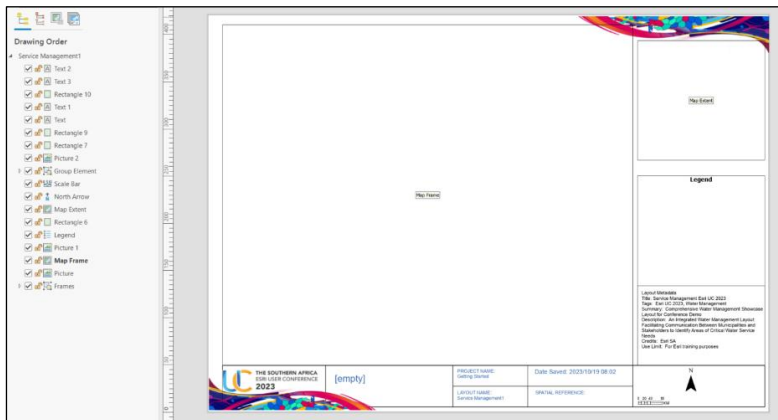 Drawing Order
Service Management1
Text 2
Text 3
Rectangle 10
Text 1
Text
Rectangle 9
Rectangle 7
Picture 2
Group Element
Scale Bar
North Arrow
Map Extent
Rectangle 6
Legend
Picture 1
Map Frame
Picture
Frames
Map Extent
Map Frame
Legend
Layout Metadata
Title: Service Management Esri UC 2023
Tags: Esri UC 2023, Water Management
Summary: Comprehensive Water Management Showcase
Layout for Conference Demo
Description: An Integrated Water Management Layout
Facilitating Communication Between Municipalities and
Stakeholders to Identify Areas of Critical Water Service
Needs
Credits: Esri SA
Use Limit: For Esri training purposes
UC
THE SOUTHERN AFRICA
ESRI USER CONFERENCE
2023
[empty]
PROJECT NAME:
Getting Started
Date Saved: 2023/10/19 08:02
LAYOUT NAME:
Service Management1
SPATIAL REFERENCE:
N